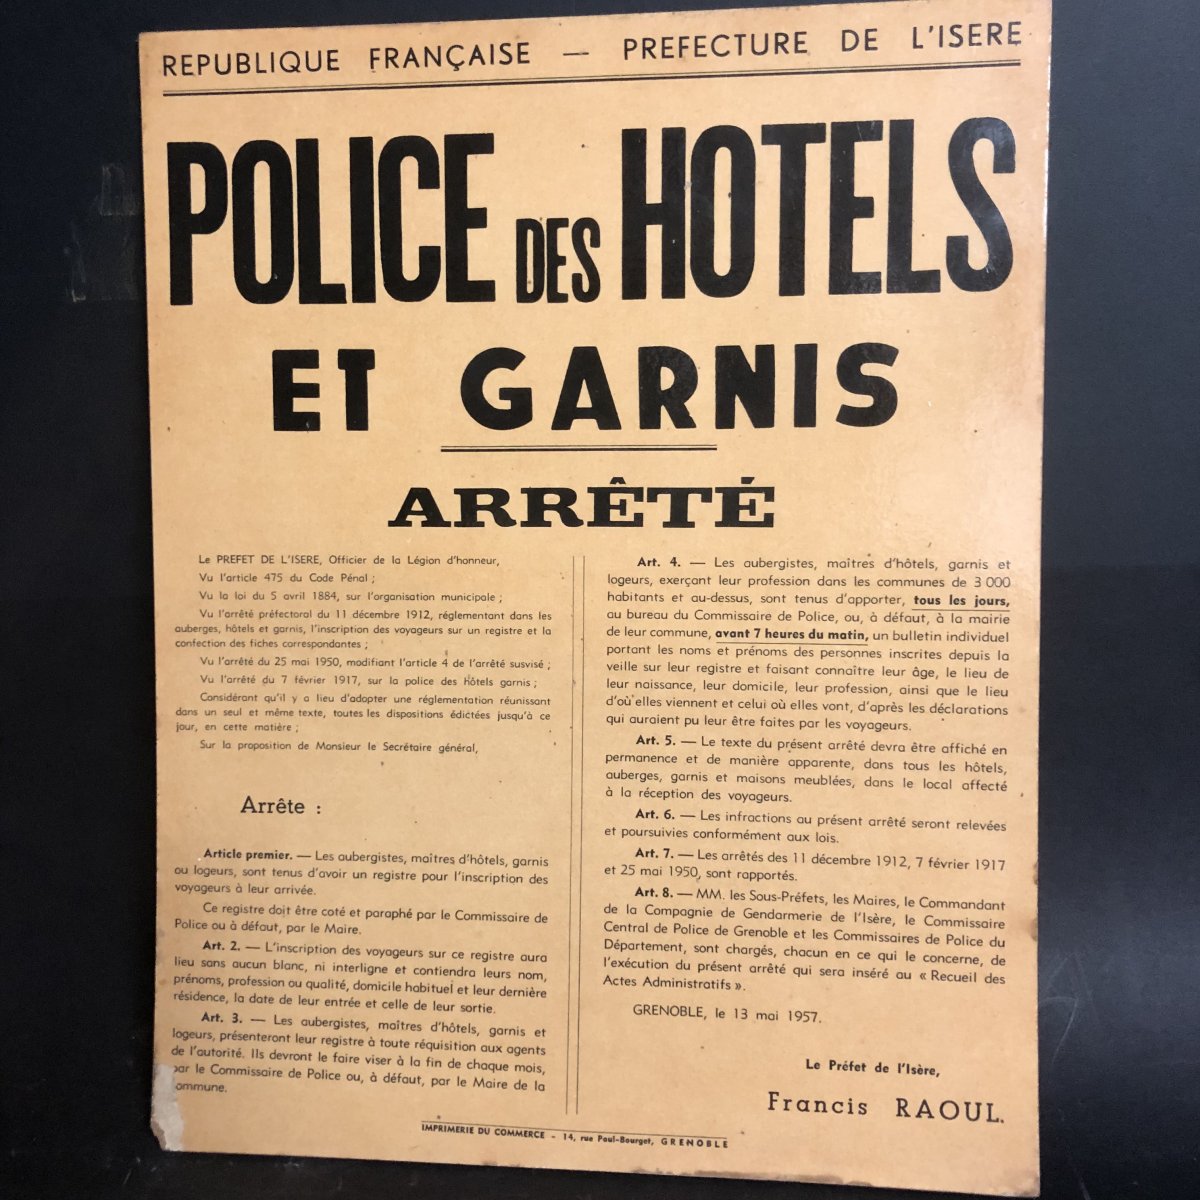 REPUBLIQUE FRANÇAISE — PREFECTURE DE L'ISERE
POLICE DES HOTELS
ET GARNIS
ARRÊTÉ
Le PREFET DE L'ISERE, Officier de la Légion d'honneur,
Vu l'article 475 du Code Pénal ;
Vu la loi du 5 avril 1884, sur l'organisation municipale ;
Vu l'arrêté préfectoral du 11 décembre 1912, réglementant dans les
auberges, hôtels et garnis, l'inscription des voyageurs sur un registre et la
confection des fiches correspondantes ;
Vu l'arrêté du 25 mai 1950, modifiant l'article 4 de l'arrêté susvisé ;
Vu l'arrêté du 7 février 1917, sur la police des hôtels garnis ;
Considérant qu'il y a lieu d'adopter une réglementation réunissant
dans un seul et même texte, toutes les dispositions édictées jusqu'à ce
jour, en cette matière ;
Sur la proposition de Monsieur le Secrétaire général,
Arrête :
Article premier. — Les aubergistes, maîtres d'hôtels, garnis
ou logeurs, sont tenus d'avoir un registre pour l'inscription des
voyageurs à leur arrivée.
Ce registre doit être coté et paraphé par le Commissaire de
Police ou à défaut, par le Maire.
Art. 2. — L'inscription des voyageurs sur ce registre aura
lieu sans aucun blanc, ni interligne et contiendra leurs nom,
prénoms, profession ou qualité, domicile habituel et leur dernière
résidence, la date de leur entrée et celle de leur sortie.
Art. 3. — Les aubergistes, maîtres d'hôtels, garnis et
logeurs, présenteront leur registre à toute réquisition aux agents
de l'autorité. Ils devront le faire viser à la fin de chaque mois,
par le Commissaire de Police ou, à défaut, par le Maire de la
ommune.
Art. 4. — Les aubergistes, maîtres d'hôtels, garnis et
logeurs, exerçant leur profession dans les communes de 3 000
habitants et au-dessus, sont tenus d'apporter, tous les jours,
au bureau du Commissaire de Police, ou, à défaut, à la mairie
de leur commune, avant 7 heures du matin, un bulletin individuel
portant les noms et prénoms des personnes inscrites depuis la
veille sur leur registre et faisant connaître leur âge, le lieu de
leur naissance, leur domicile, leur profession, ainsi que le lieu
d'où elles viennent et celui où elles vont, d'après les déclarations
qui auraient pu leur être faites par les voyageurs.
Art. 5. — Le texte du présent arrêté devra être affiché en
permanence et de manière apparente, dans tous les hôtels,
auberges, garnis et maisons meublées, dans le local affecté
à la réception des voyageurs.
Art. 6. — Les infractions au présent arrêté seront relevées
et poursuivies conformément aux lois.
Art. 7. — Les arrêtés des 11 décembre 1912, 7 février 1917
et 25 mai 1950, sont rapportés.
Art. 8. — MM. les Sous-Préfets, les Maires, le Commandant
de la Compagnie de Gendarmerie de l'Isère, le Commissaire
Central de Police de Grenoble et les Commissaires de Police du
Département, sont chargés, chacun en ce qui le concerne, de
l'exécution du présent arrêté qui sera inséré au « Recueil des
Actes Administratifs ».
GRENOBLE, le 13 mai 1957.
Le Préfet de l'Isère,
Francis RAOUL.
IMPRIMERIE DU COMMERCE - 14, rue Paul-Bourget, GRENOBLE